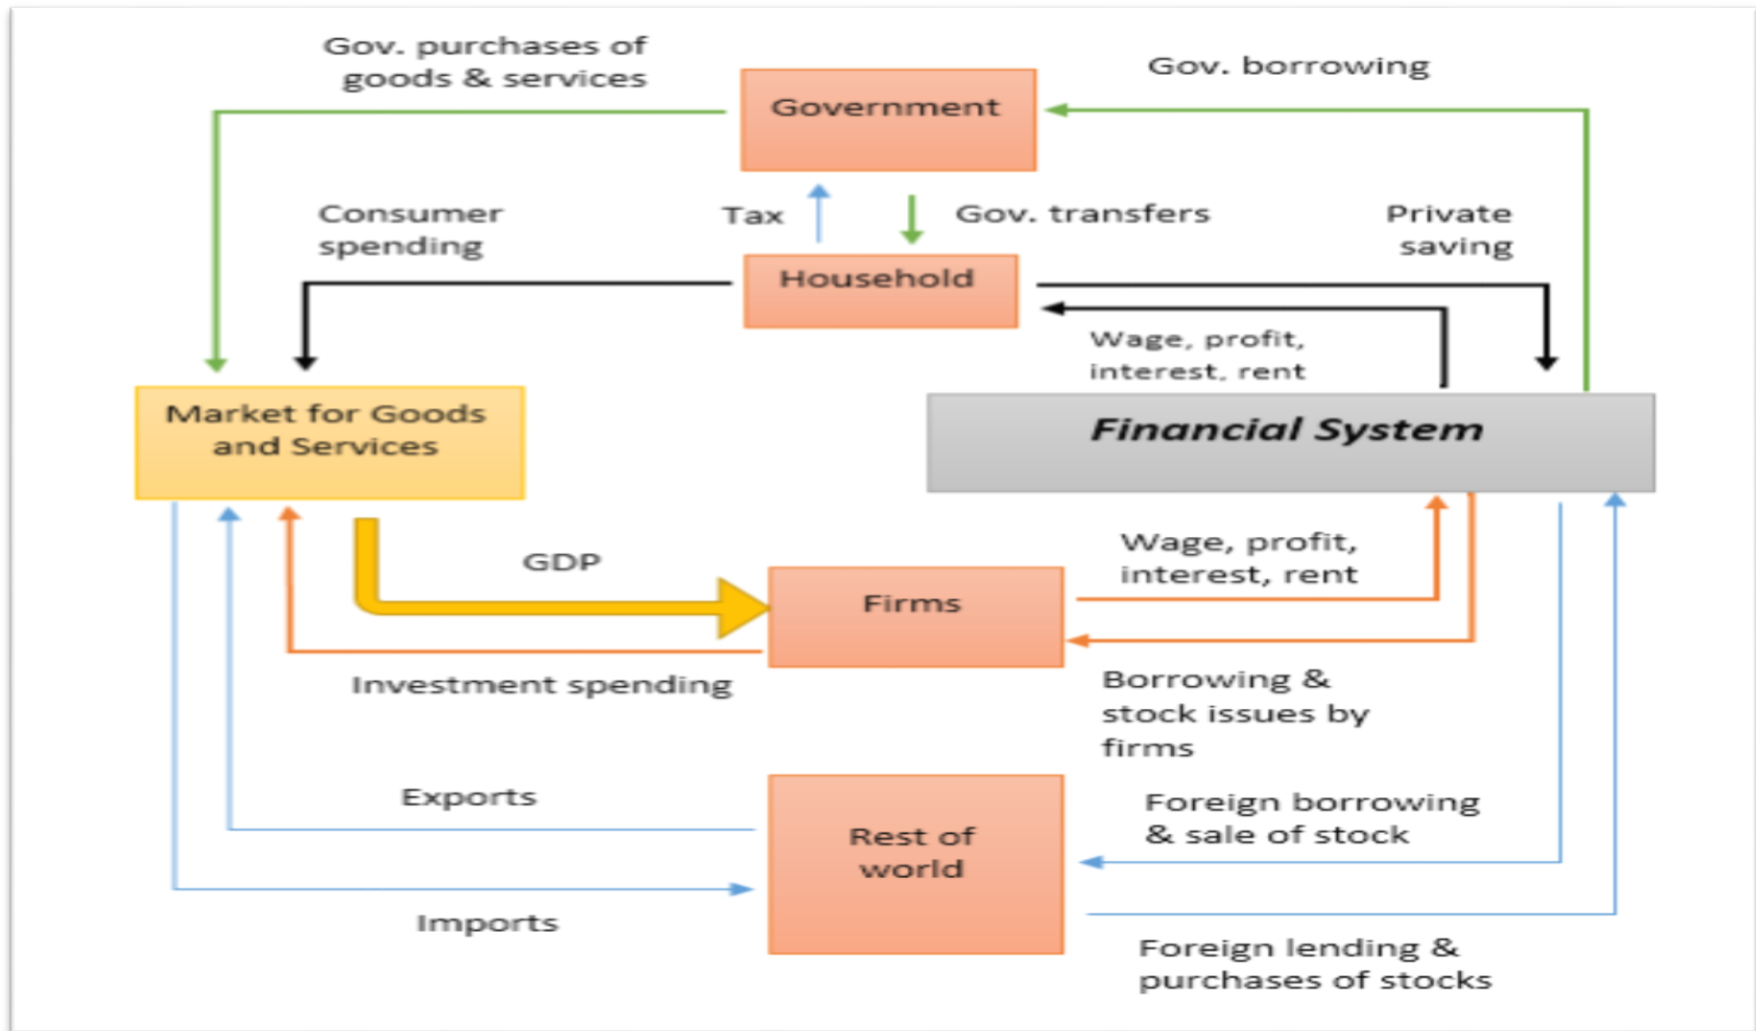 Gov. purchases of
goods & services
Gov. borrowing
Government
Consumer
spending
Tax
Gov. transfers
Private
saving
Household
Wage, profit,
interest, rent
Market for Goods
and Services
Financial System
GDP
Wage, profit,
interest, rent
Firms
Investment spending
Borrowing &
stock issues by
firms
Exports
Rest of
world
Foreign borrowing
& sale of stock
Imports
Foreign lending &
purchases of stocks